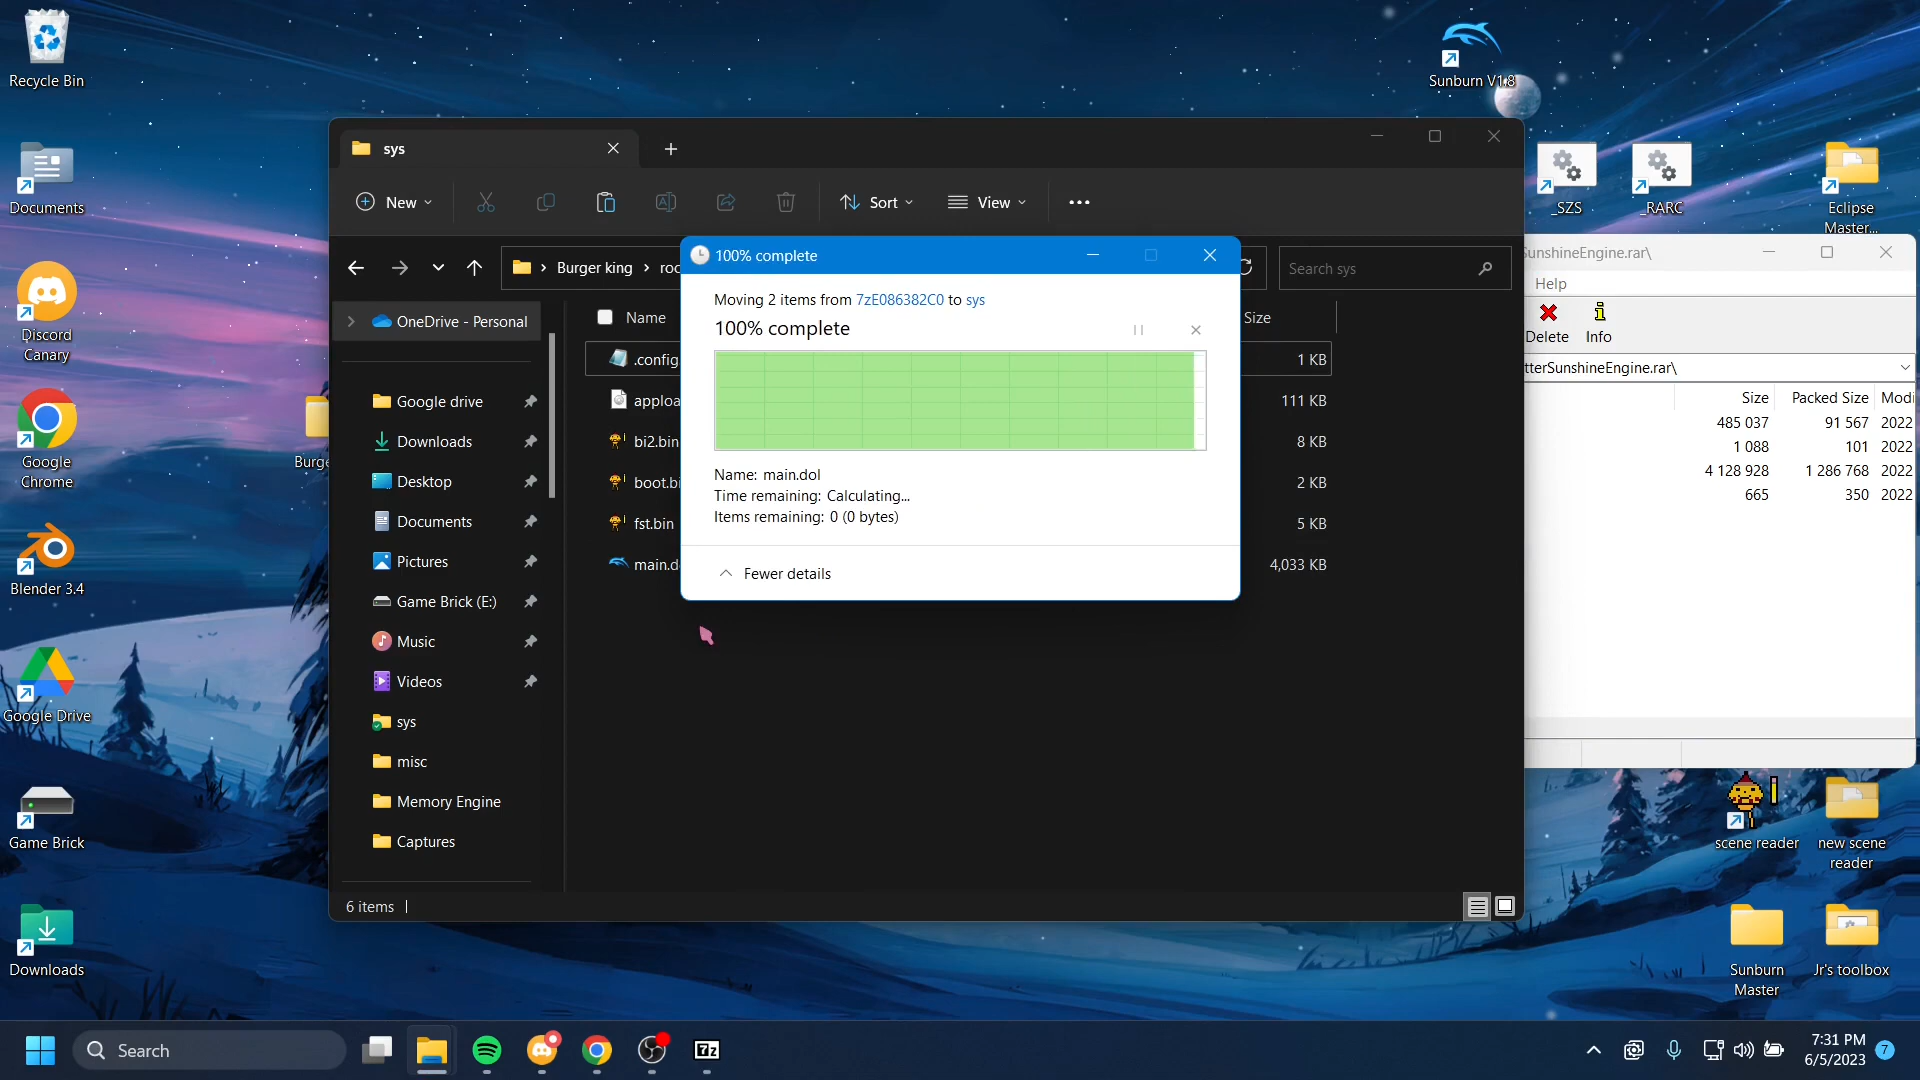 Recycle Bin
Documents
Discord
Canary
Google
Chrome
Blender 3.4
Google Drive
Game Brick
Downloads
Burge
Sunburn V1.8
_SZS
_RARC
Eclipse
Master...
scene reader
new scene
reader
Sunburn
Master
Jr's toolbox
sys
New
Sort
View
Burger king
roo
Search sys
OneDrive - Personal
Google drive
Downloads
Desktop
Documents
Pictures
Game Brick (E:)
Music
Videos
sys
misc
Memory Engine
Captures
Name
Size
.config
1 KB
apploa
111 KB
bi2.bin
8 KB
boot.bi
2 KB
fst.bin
5 KB
main.d
4,033 KB
6 items
100% complete
Moving 2 items from 7zE086382C0 to sys
100% complete
Name: main.dol
Time remaining: Calculating...
Items remaining: 0 (0 bytes)
Fewer details
SunshineEngine.rar\
Help
Delete
Info
tterSunshineEngine.rar\
Size
Packed Size
Modi
485 037
91 567
2022
1 088
101
2022
4 128 928
1 286 768
2022
665
350
2022
Search
7z
7:31 PM
6/5/2023
7